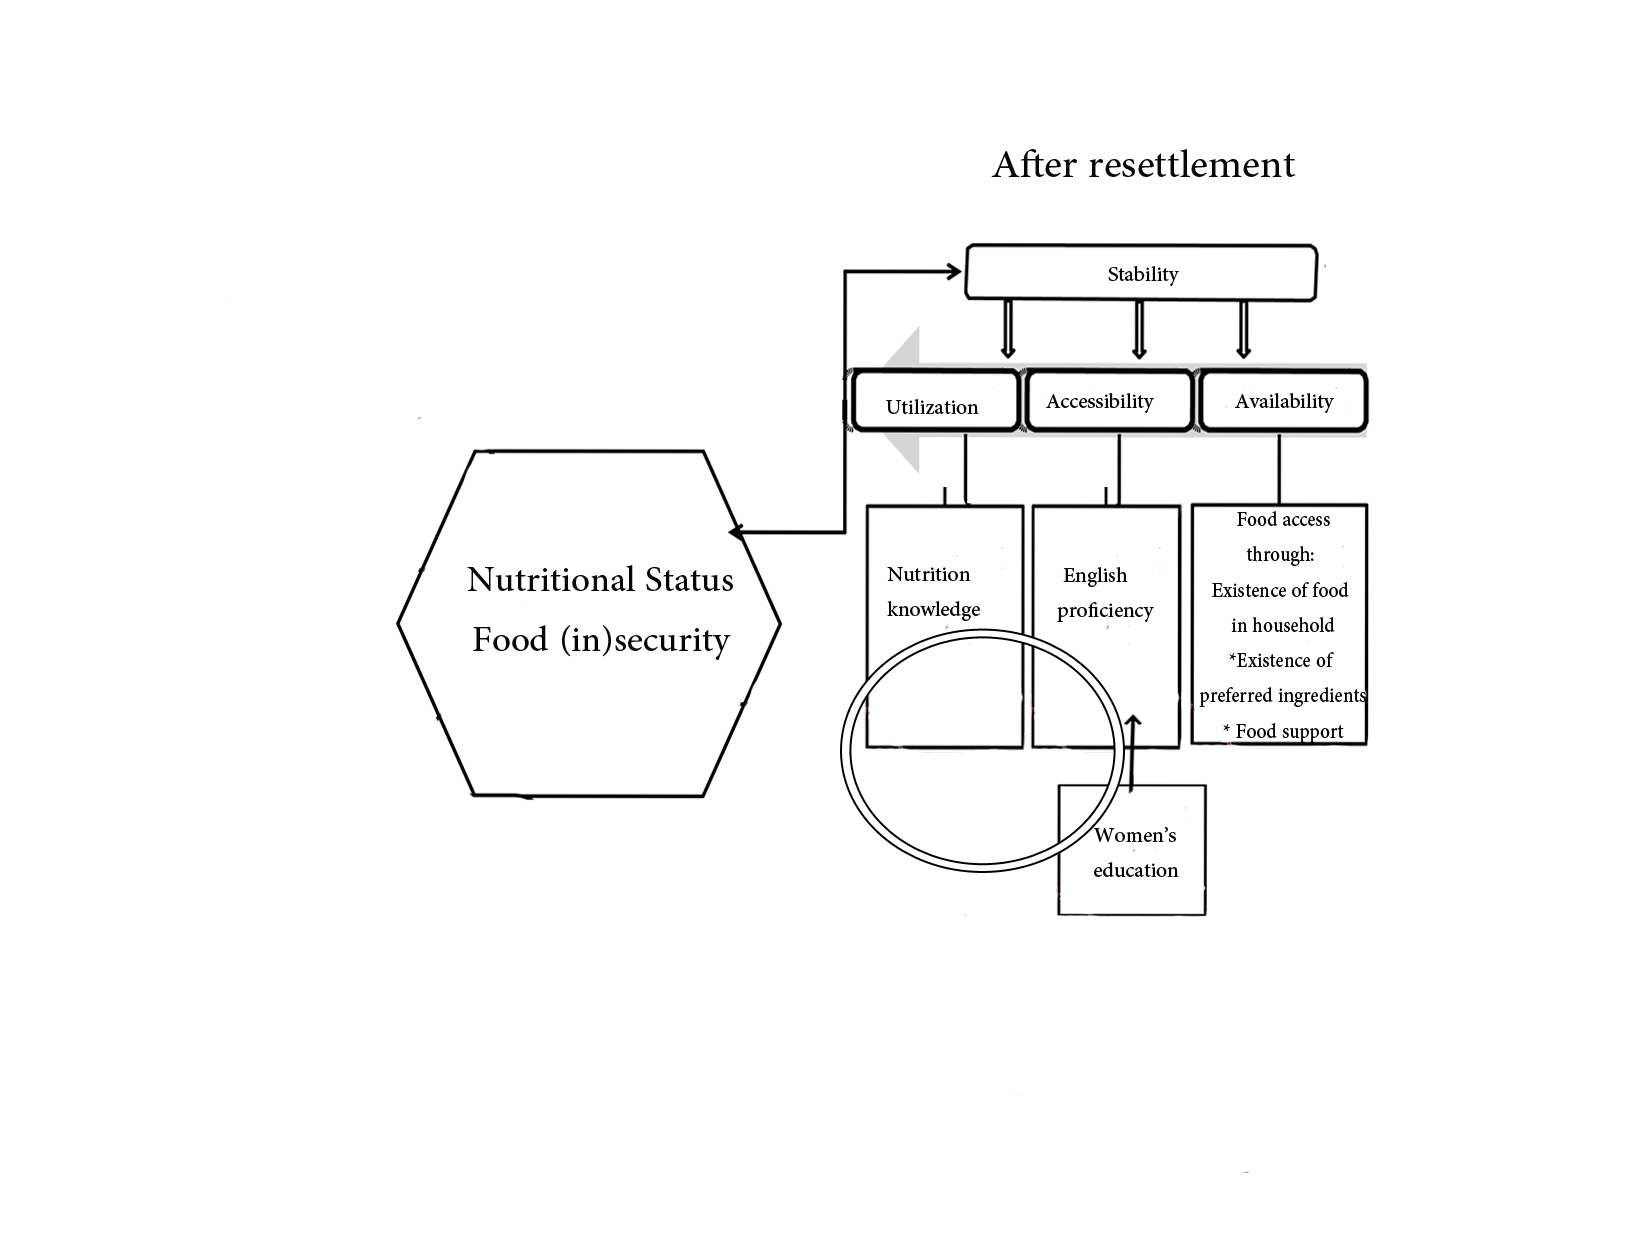 After resettlement
Stability
Utilization
Accessibility
Availability
Nutritional Status
Food (in)security
Nutrition
knowledge
English
proficiency
Food access
through:
Existence of food
in household
*Existence of
preferred ingredients
* Food support
Women’s
education